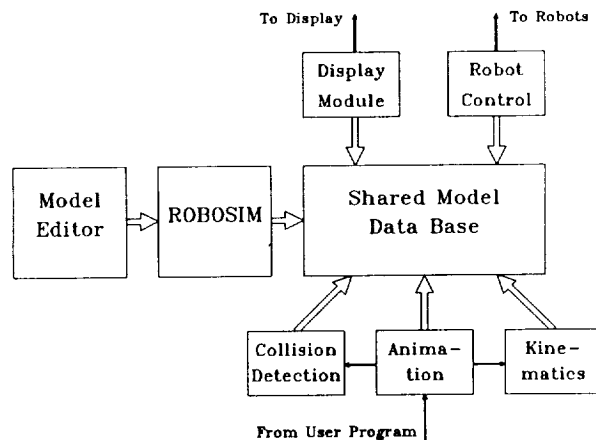 To Display
To Robots
Display
Module
Robot
Control
Model
Editor
ROBOSIM
Shared Model
Data Base
Collision
Detection
Anima-
tion
Kine-
matics
From User Program